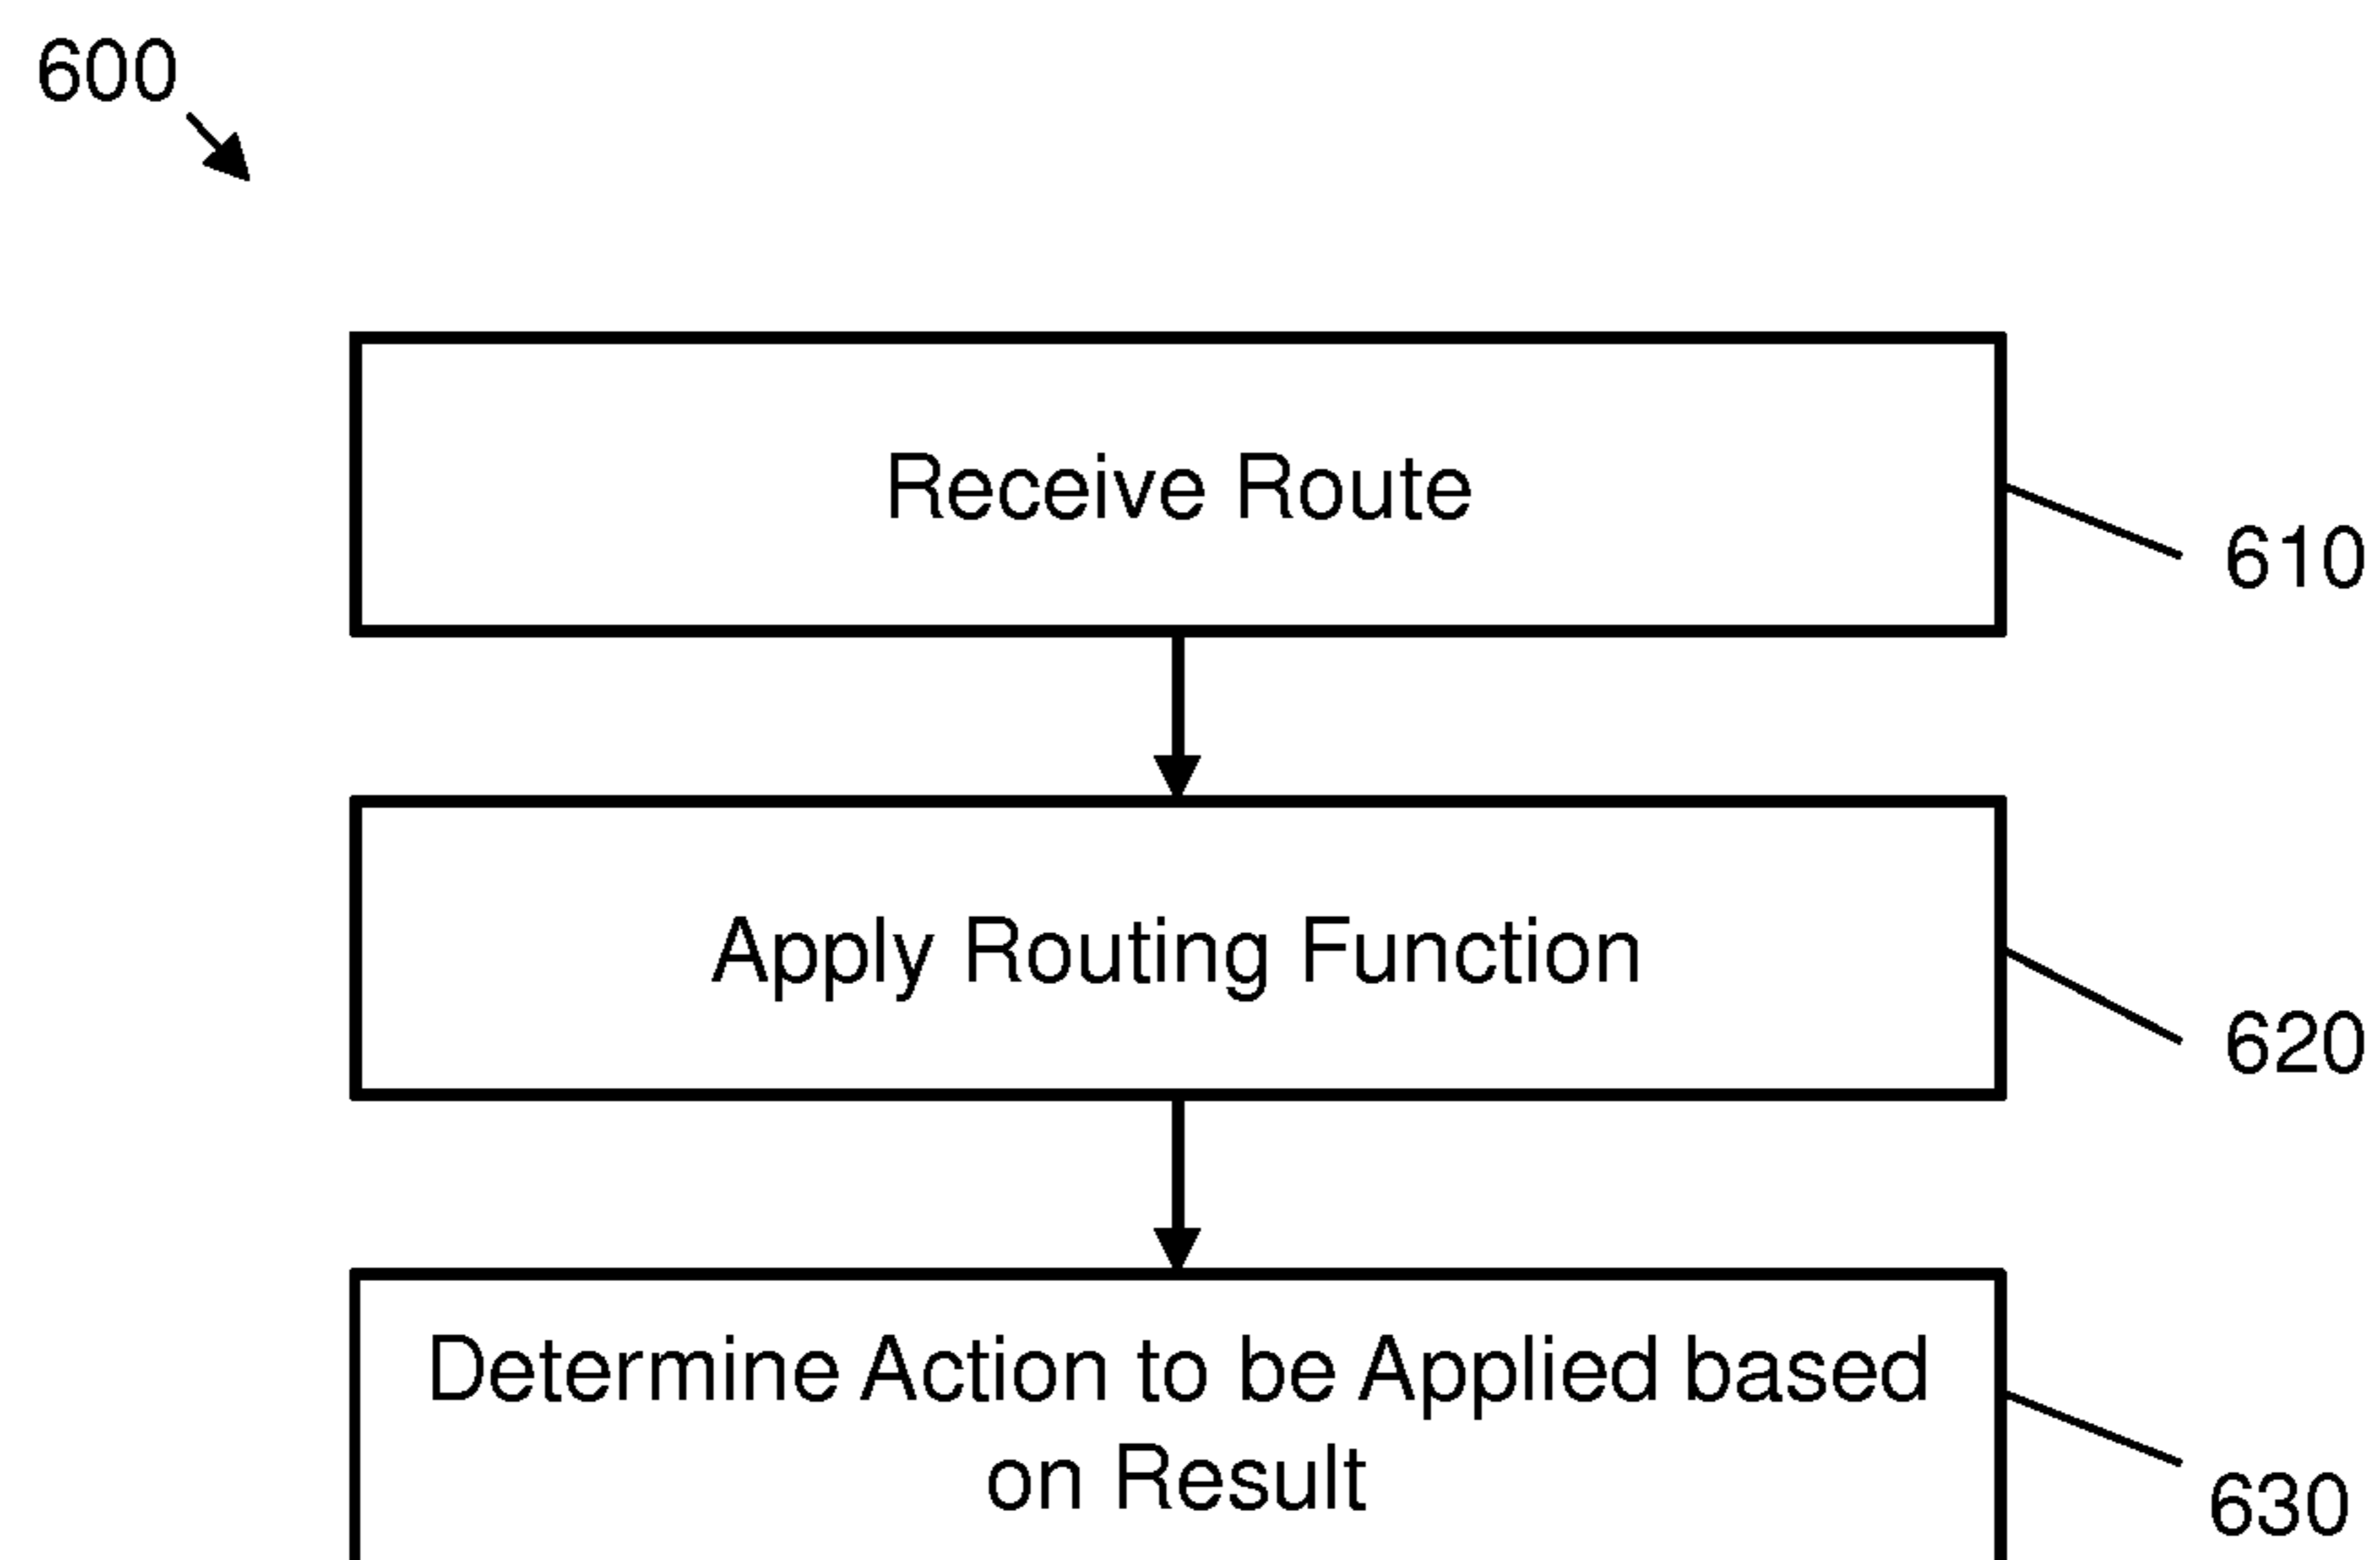 600
Receive Route
610
Apply Routing Function
620
Determine Action to be Applied based
on Result
630